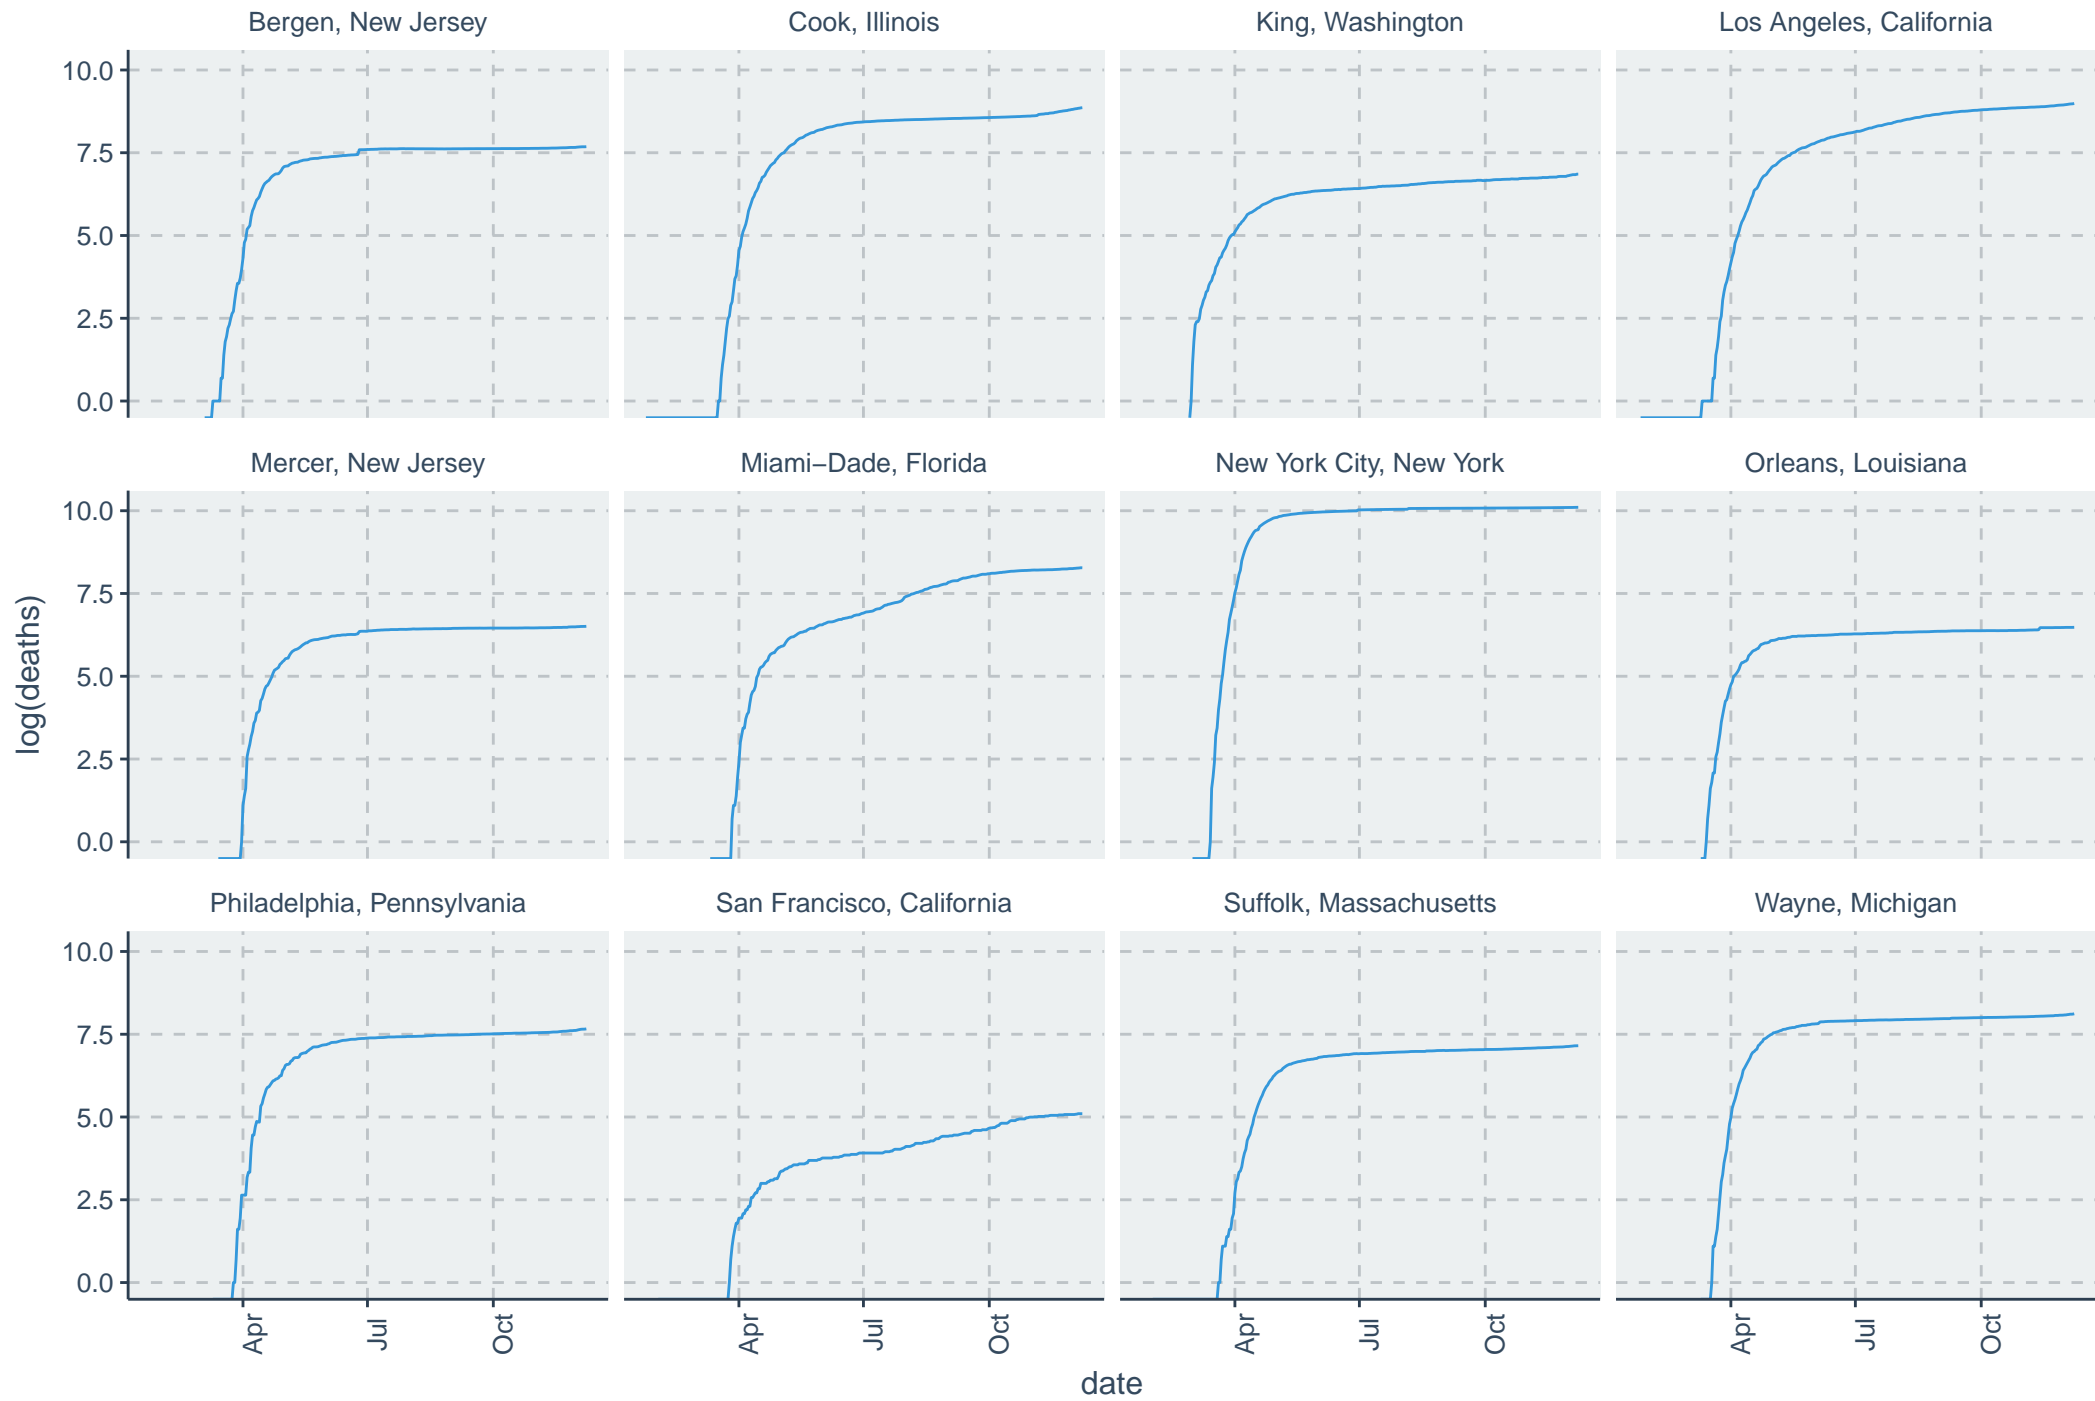 Bergen, New Jersey
Cook, Illinois
King, Washington
Los Angeles, California
10.0
7.5
5.0
2.5
0.0
Mercer, New Jersey
Miami−Dade, Florida
New York City, New York
Orleans, Louisiana
10.0
7.5
5.0
2.5
0.0
log(deaths)
Philadelphia, Pennsylvania
San Francisco, California
Suffolk, Massachusetts
Wayne, Michigan
10.0
7.5
5.0
2.5
0.0
Apr
Jul
Oct
Apr
Jul
Oct
Apr
Jul
Oct
Apr
Jul
Oct
date